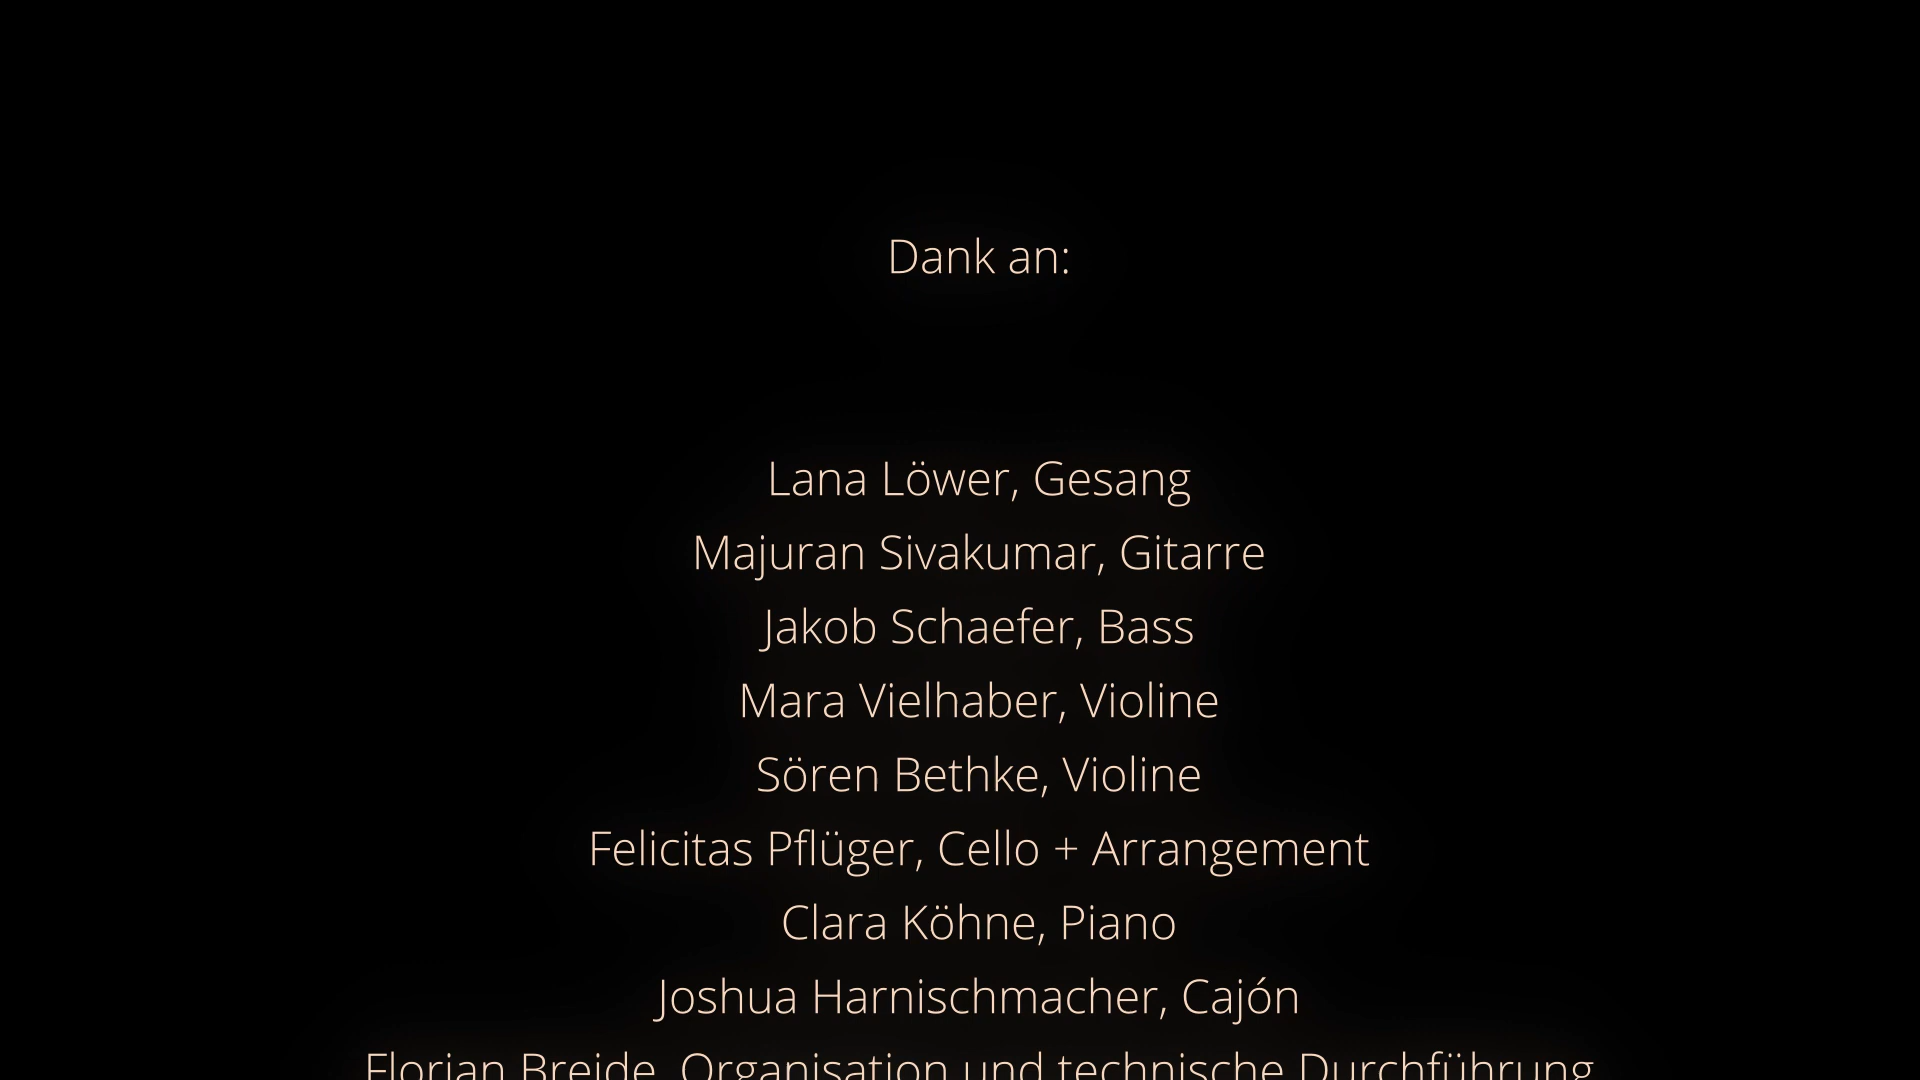 Dank an:
Lana Löwer, Gesang
Majuran Sivakumar, Gitarre
Jakob Schaefer, Bass
Mara Vielhaber, Violine
Sören Bethke, Violine
Felicitas Pflüger, Cello + Arrangement
Clara Köhne, Piano
Joshua Harnischmacher, Cajón
Florian Breide, Organisation und technische Durchführung